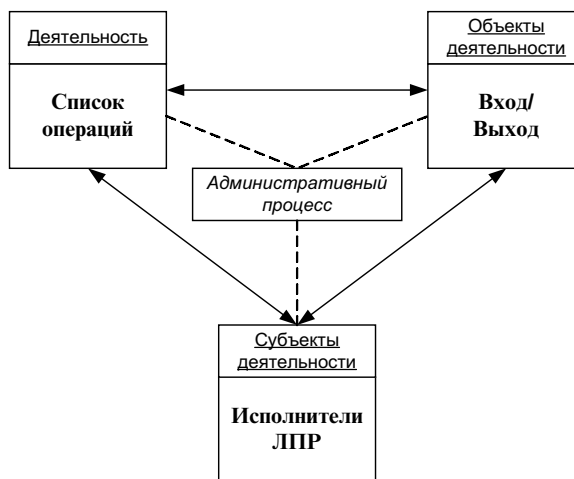 Деятельность
Список
операций
Объекты
деятельности
Вход/
Выход
Административный
процесс
Субъекты
деятельности
Исполнители
ЛПР